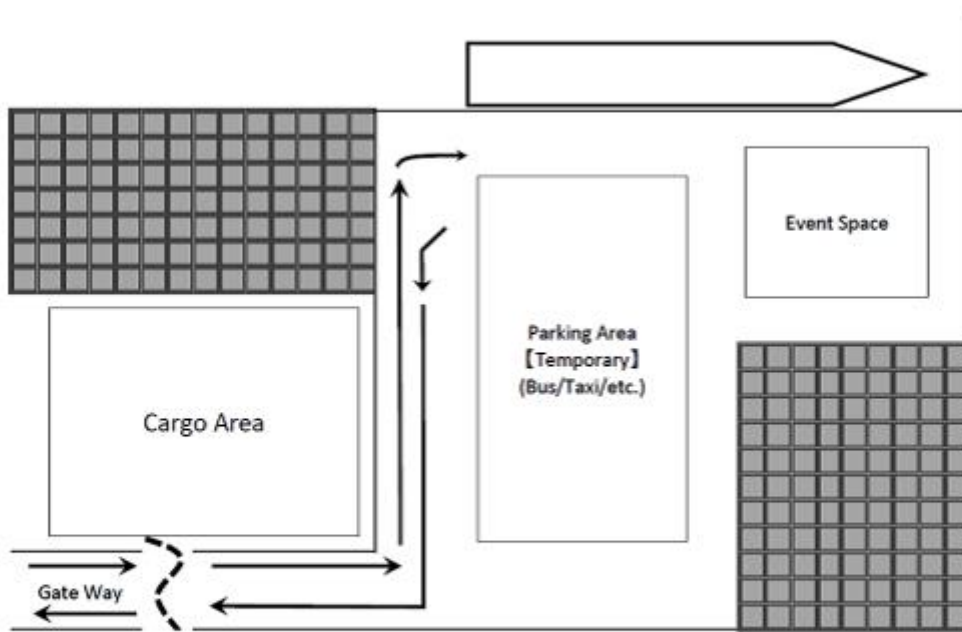 Event Space
Parking Area
【Temporary】
(Bus/Taxi/etc.)
Cargo Area
Gate Way